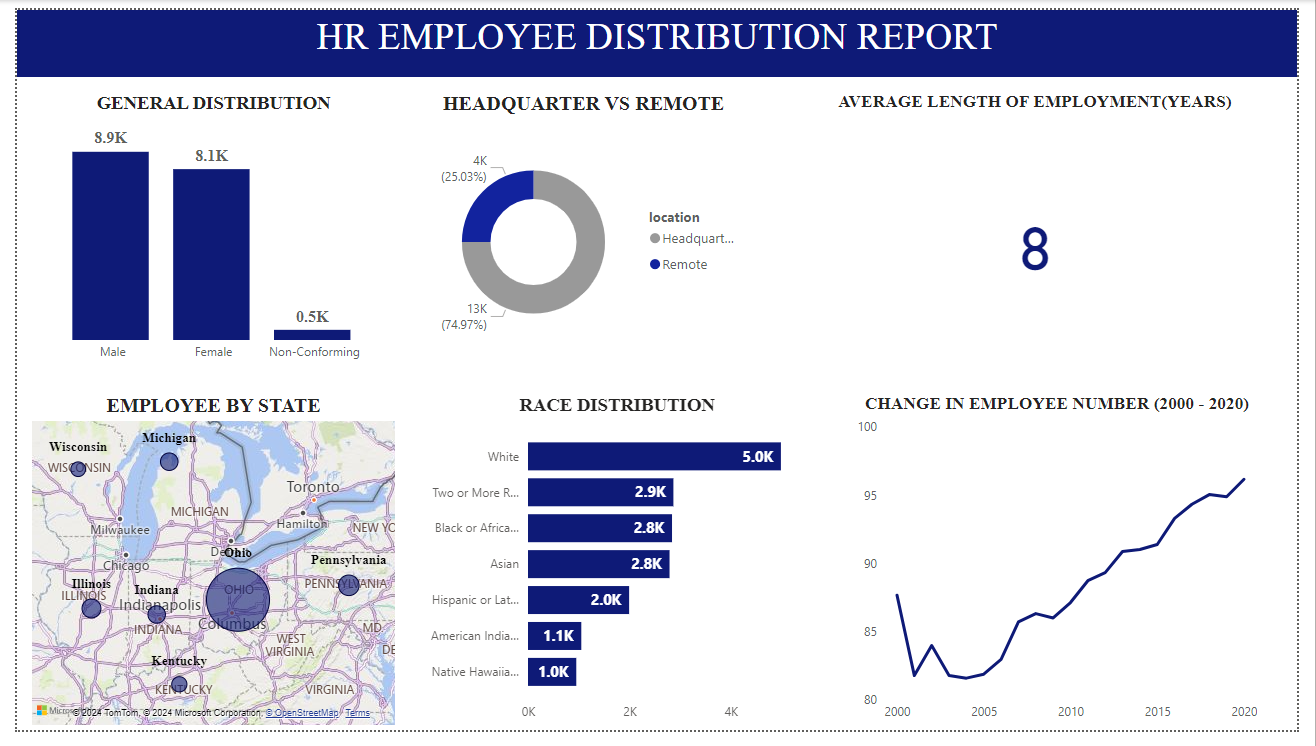 HR EMPLOYEE DISTRIBUTION REPORT
GENERAL DISTRIBUTION
8.9K
8.1K
0.5K
Male
Female
Non-Conforming
HEADQUARTER VS REMOTE
4K
(25.03%)
13K
(74.97%)
location
Headquart...
Remote
AVERAGE LENGTH OF EMPLOYMENT(YEARS)
8
EMPLOYEE BY STATE
Michigan
Wisconsin
WISCONSIN
Toronto
MICHIGAN
Hamilton
NEW YO
Milwaukee
De
Ohio
Chicago
Pennsylvania
Illinois
Indiana
OHIO
PENNSYLVANIA
ILLINOIS
Indianapolis
Columbus
INDIANA
MD
WEST
VIRGINIA
DE
Kentucky
KENTUCKY
VIRGINIA
© 2024 TomTom, © 2024 Microsoft Corporation, © OpenStreetMap Terms
RACE DISTRIBUTION
White
5.0K
Two or More R...
2.9K
Black or Africa...
2.8K
Asian
2.8K
Hispanic or Lat...
2.0K
American India...
1.1K
Native Hawaiia...
1.0K
0K
2K
4K
CHANGE IN EMPLOYEE NUMBER (2000 - 2020)
100
95
90
85
80
2000
2005
2010
2015
2020